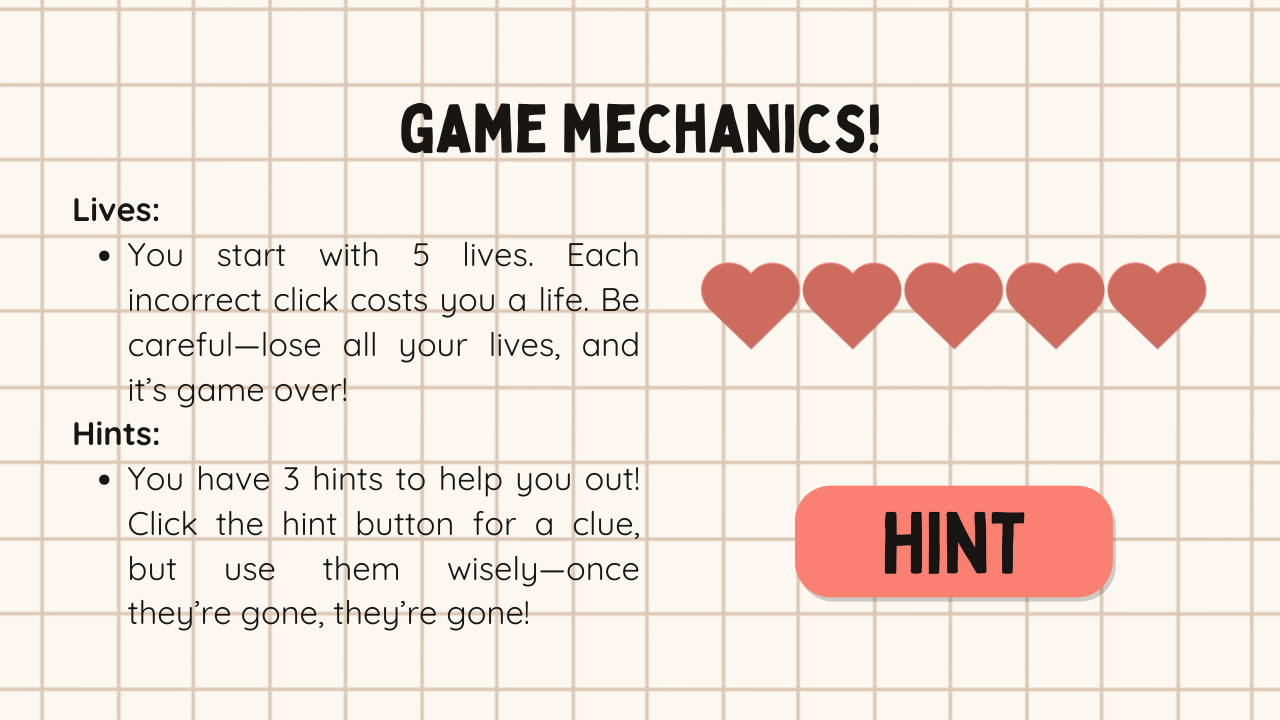 GAME MECHANICS!
Lives:
• You start with 5 lives. Each
incorrect click costs you a life. Be
careful—lose all your lives, and
it’s game over!
Hints:
• You have 3 hints to help you out!
Click the hint button for a clue,
but use them wisely—once
they’re gone, they’re gone!
HINT